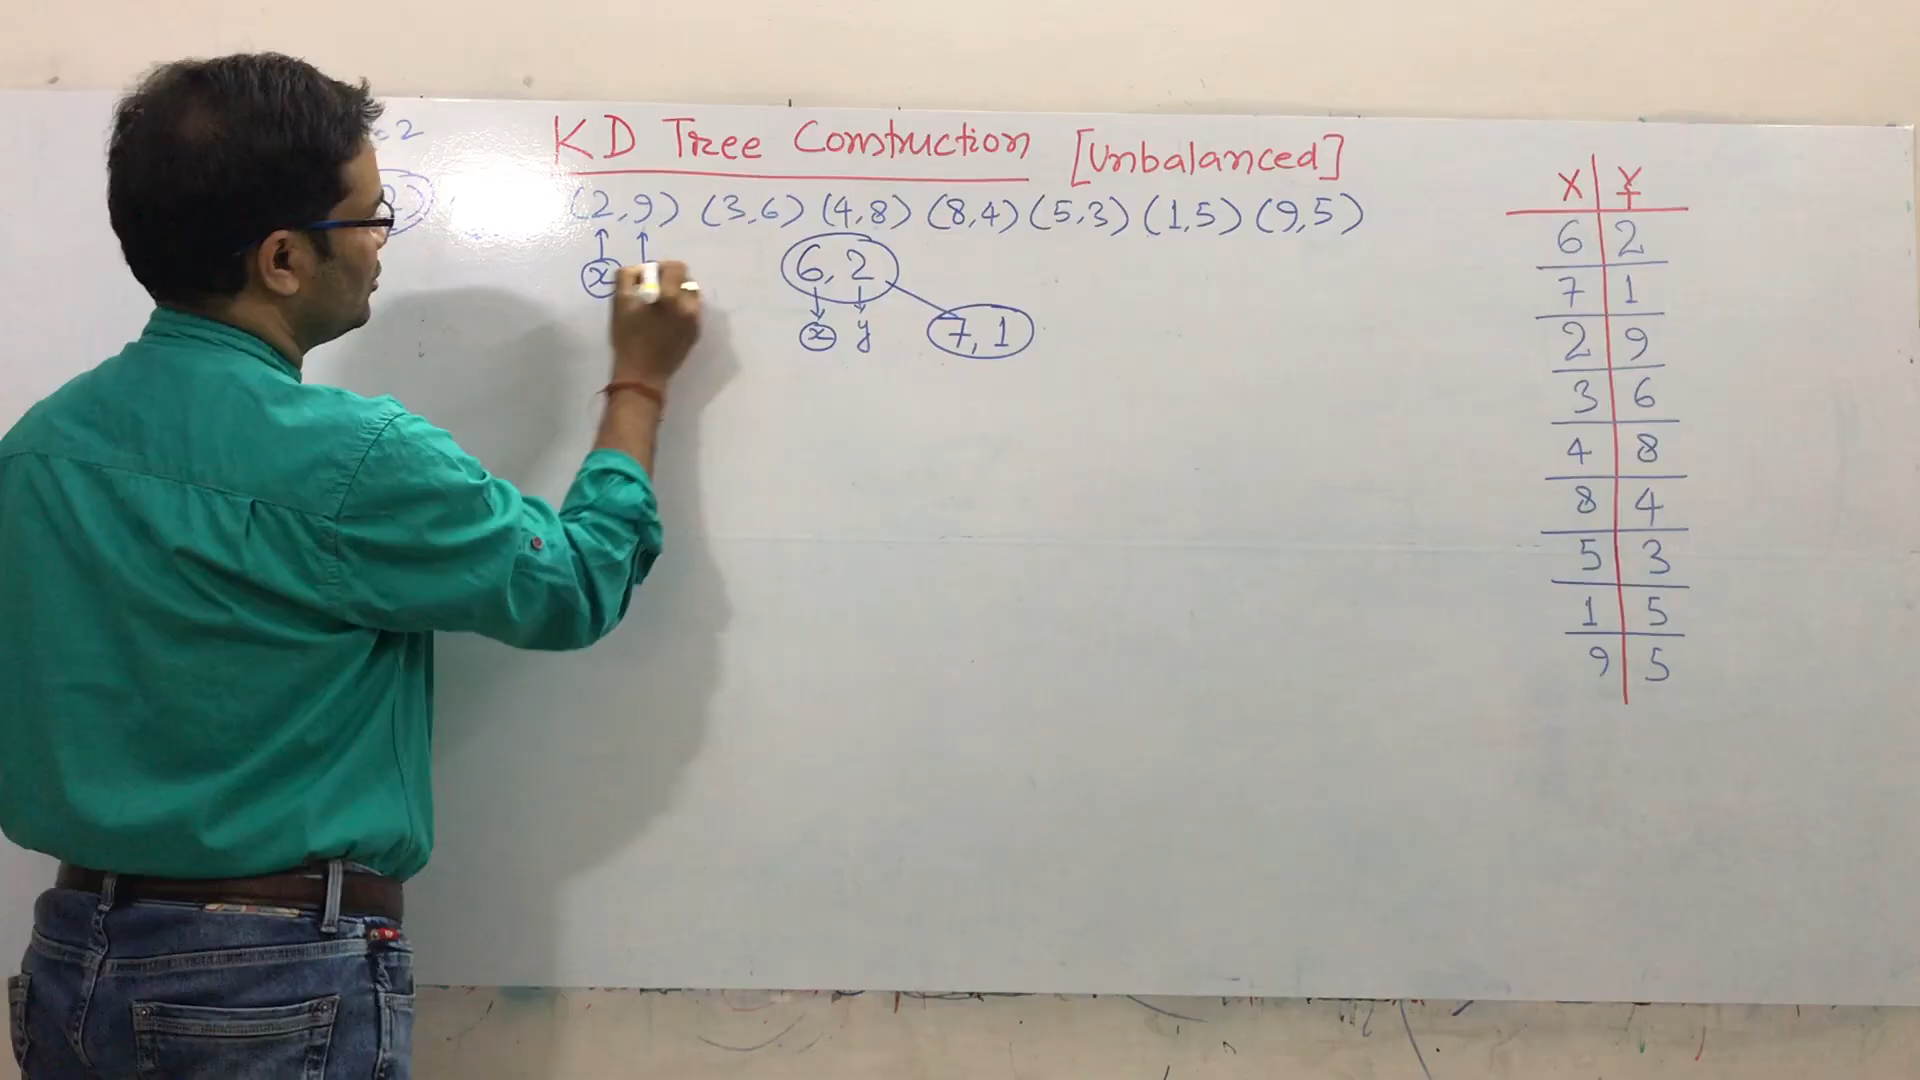 = 2
KD Tree Construction [Unbalanced]
2) (2,9) (3,6) (4,8) (8,4) (5,3) (1,5) (9,5)
x
6, 2
x y
7, 1
X Y
6 2
7 1
2 9
3 6
4 8
8 4
5 3
1 5
9 5